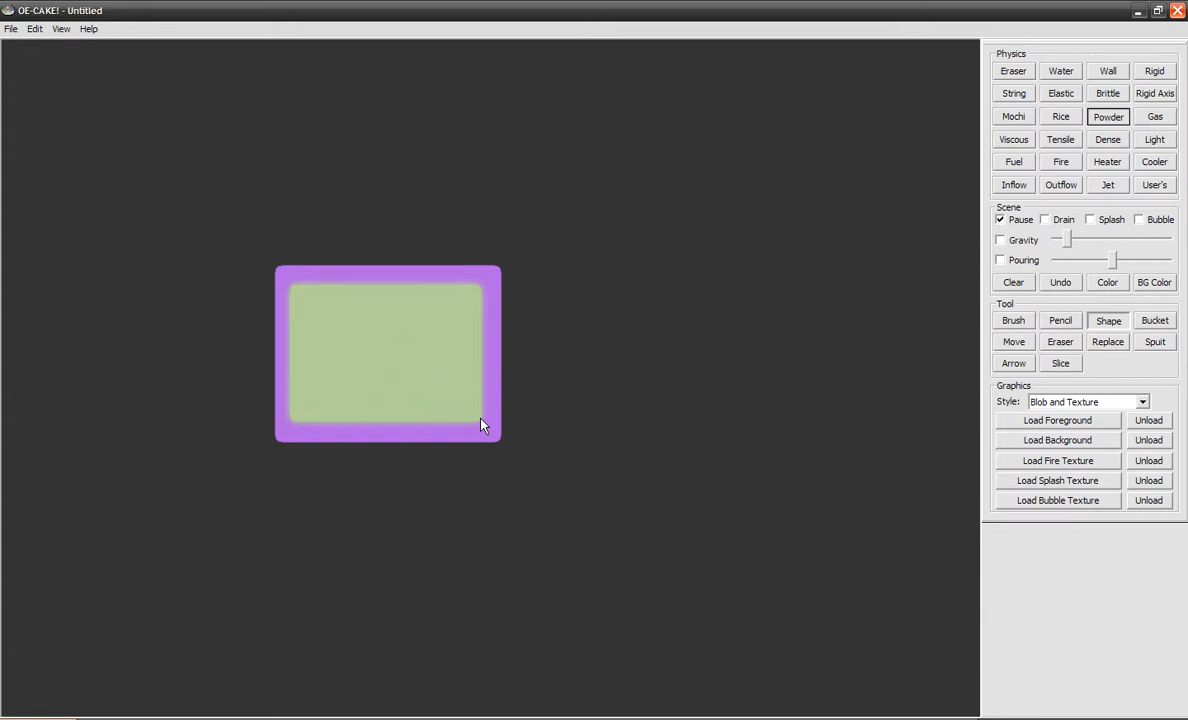 OE-CAKE! - Untitled
File Edit View Help
Physics
Eraser Water Wall Rigid
String Elastic Brittle Rigid Axis
Mochi Rice Powder Gas
Viscous Tensile Dense Light
Fuel Fire Heater Cooler
Inflow Outflow Jet User's
Scene
Pause Drain Splash Bubble
Gravity
Pouring
Clear Undo Color BG Color
Tool
Brush Pencil Shape Bucket
Move Eraser Replace Spuit
Arrow Slice
Graphics
Style: Blob and Texture
Load Foreground Unload
Load Background Unload
Load Fire Texture Unload
Load Splash Texture Unload
Load Bubble Texture Unload